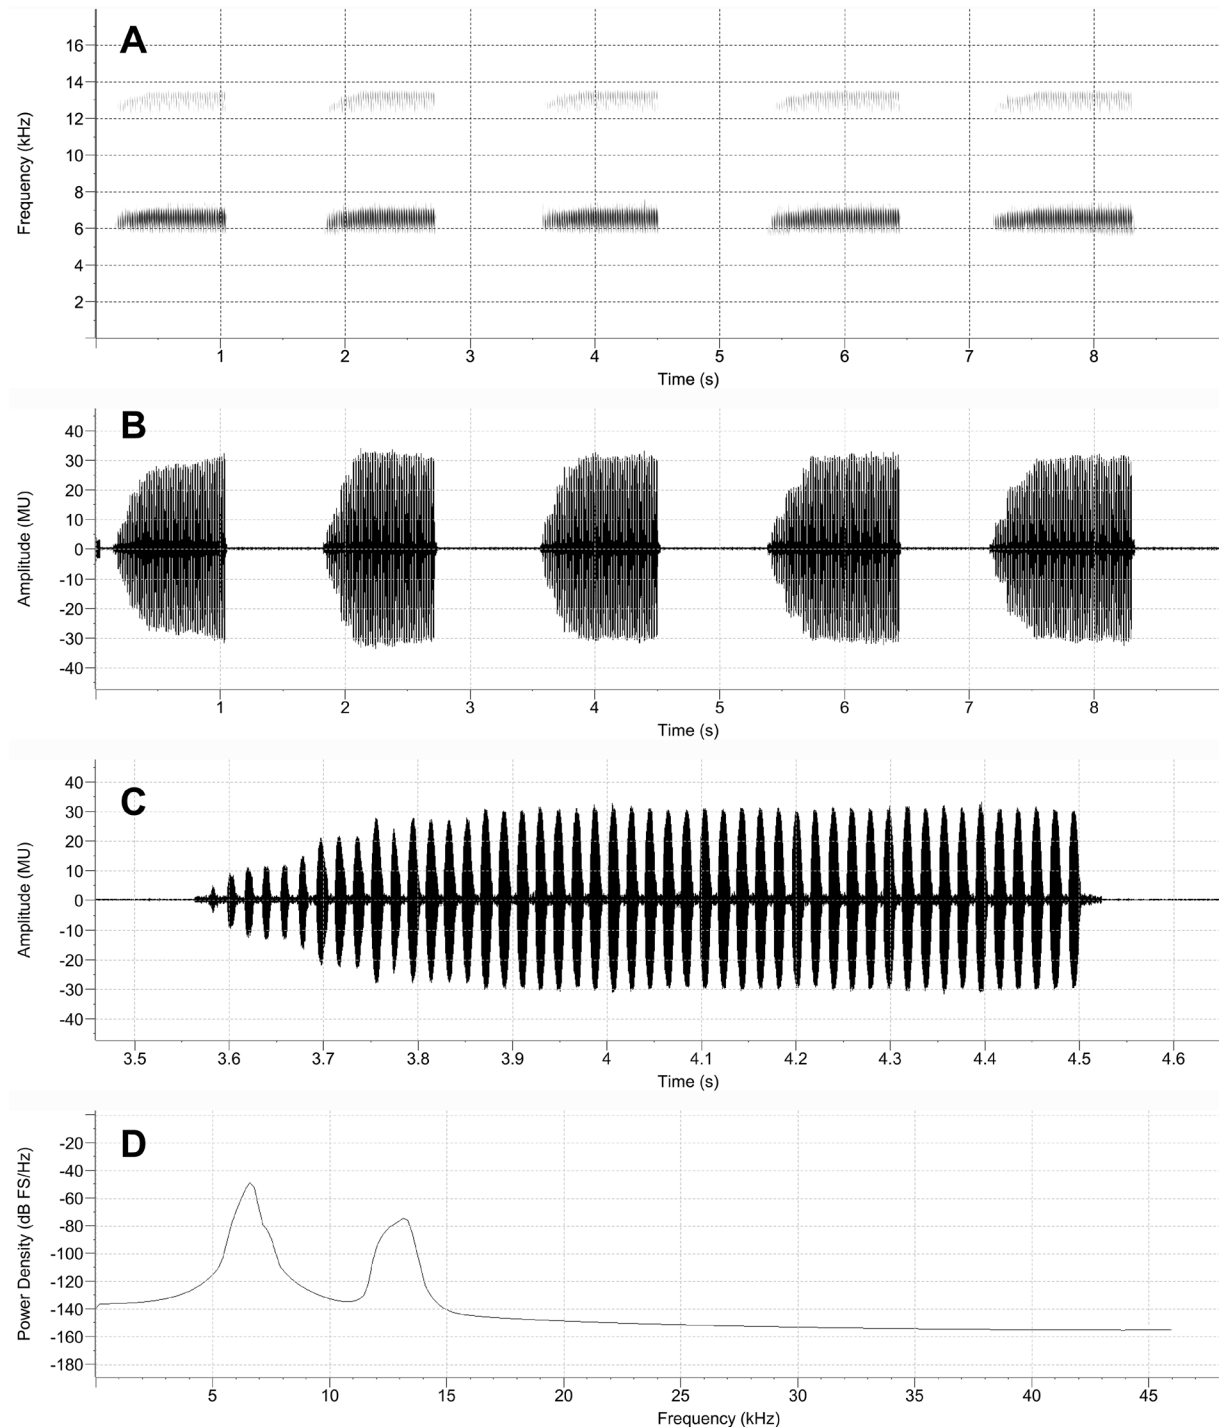 A
16
14
12
10
8
6
4
2
Frequency (kHz)
1 2 3 4 5 6 7 8
Time (s)
B
40
30
20
10
0
-10
-20
-30
-40
Amplitude (MU)
1 2 3 4 5 6 7 8
Time (s)
C
40
30
20
10
0
-10
-20
-30
-40
Amplitude (MU)
3.5 3.6 3.7 3.8 3.9 4 4.1 4.2 4.3 4.4 4.5 4.6
Time (s)
D
-20
-40
-60
-80
-100
-120
-140
-160
-180
Power Density (dB FS/Hz)
5 10 15 20 25 30 35 40 45
Frequency (kHz)